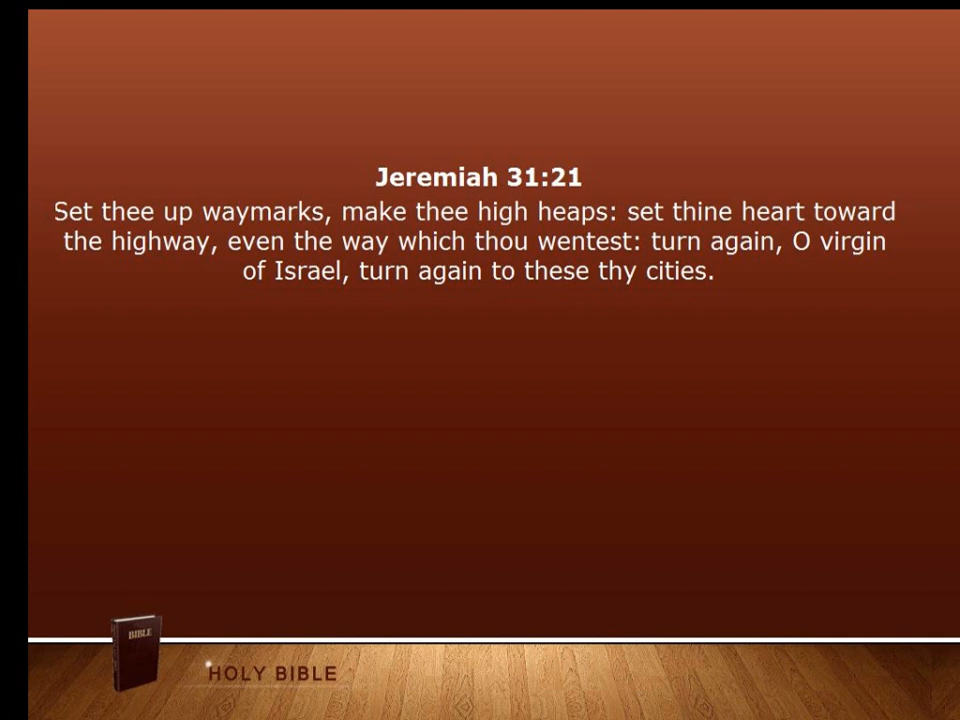 Jeremiah 31:21
Set thee up waymarks, make thee high heaps: set thine heart toward
the highway, even the way which thou wentest: turn again, O virgin
of Israel, turn again to these thy cities.
BIBLE
HOLY BIBLE